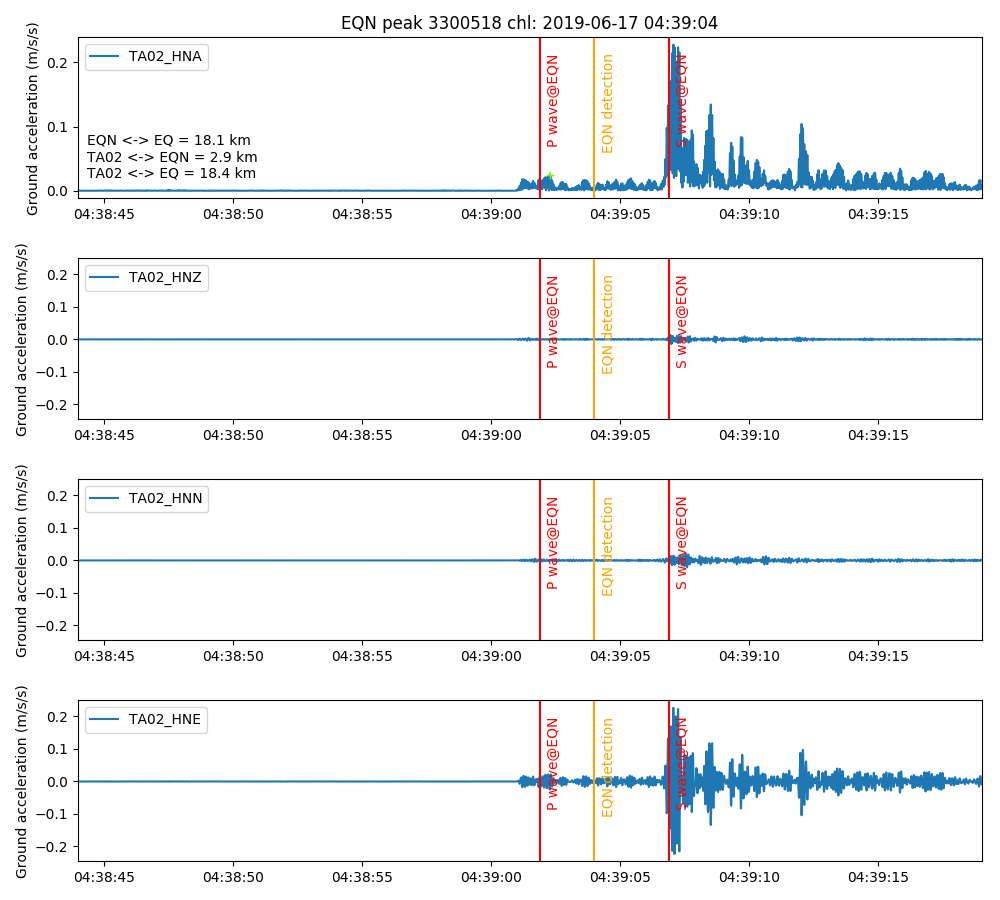 EQN peak 3300518 chl: 2019-06-17 04:39:04
Ground acceleration (m/s/s)
0.2
0.1
0.0
TA02_HNA
EQN <-> EQ = 18.1 km
TA02 <-> EQN = 2.9 km
TA02 <-> EQ = 18.4 km
P wave@EQN
EQN detection
S wave@EQN
04:38:45 04:38:50 04:38:55 04:39:00 04:39:05 04:39:10 04:39:15
Ground acceleration (m/s/s)
0.2
0.1
0.0
−0.1
−0.2
TA02_HNZ
P wave@EQN
EQN detection
S wave@EQN
04:38:45 04:38:50 04:38:55 04:39:00 04:39:05 04:39:10 04:39:15
Ground acceleration (m/s/s)
0.2
0.1
0.0
−0.1
−0.2
TA02_HNN
P wave@EQN
EQN detection
S wave@EQN
04:38:45 04:38:50 04:38:55 04:39:00 04:39:05 04:39:10 04:39:15
Ground acceleration (m/s/s)
0.2
0.1
0.0
−0.1
−0.2
TA02_HNE
P wave@EQN
EQN detection
S wave@EQN
04:38:45 04:38:50 04:38:55 04:39:00 04:39:05 04:39:10 04:39:15